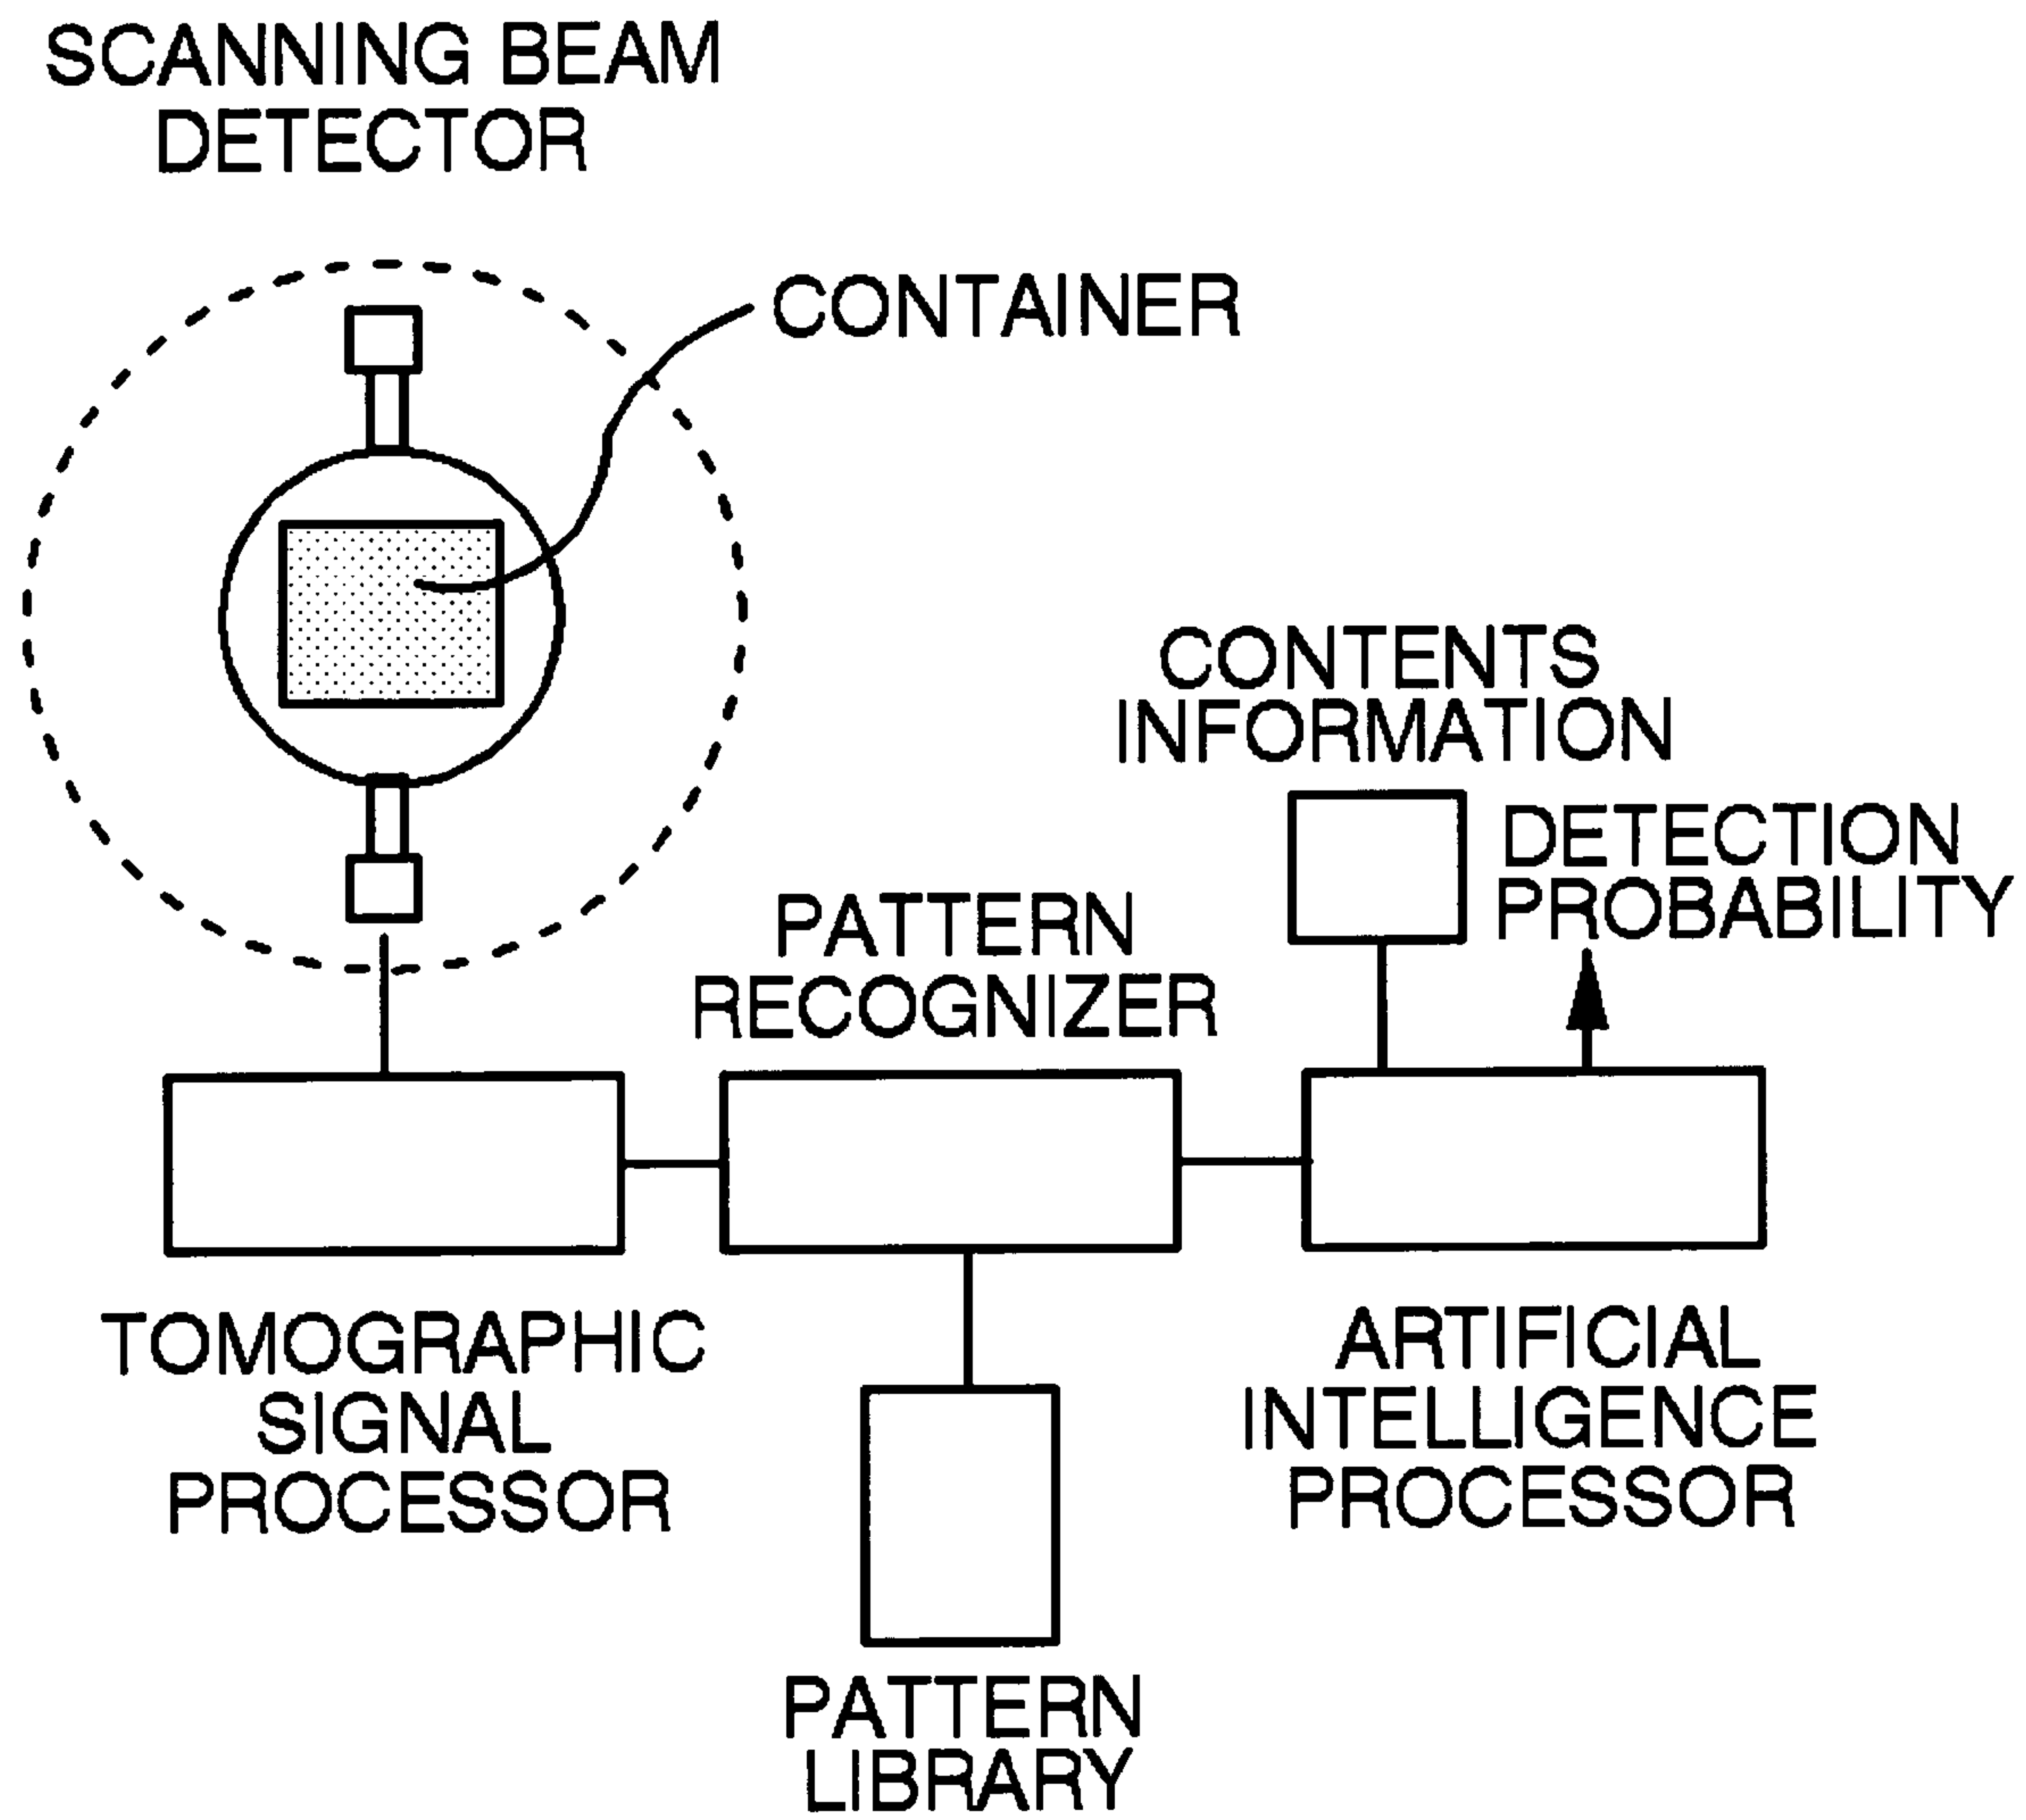 SCANNING BEAM
DETECTOR
CONTAINER
CONTENTS
INFORMATION
DETECTION
PROBABILITY
PATTERN
RECOGNIZER
TOMOGRAPHIC
SIGNAL
PROCESSOR
ARTIFICIAL
INTELLIGENCE
PROCESSOR
PATTERN
LIBRARY